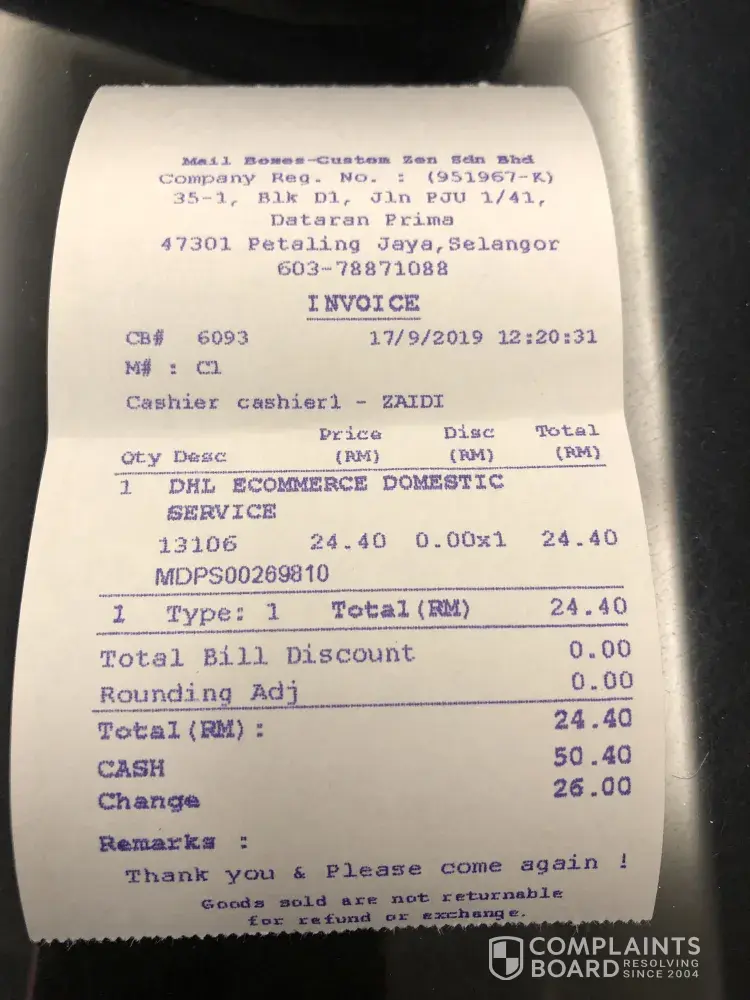 Mail Boxes-Custom Zen Sdn Bhd
Company Reg. No. : (951967-K)
35-1, Blk D1, Jln PJU 1/41,
Dataran Prima
47301 Petaling Jaya,Selangor
603-78871088
INVOICE
CB# 6093 17/9/2019 12:20:31
M# : C1
Cashier cashier1 - ZAIDI
Price Disc Total
Qty Desc (RM) (RM) (RM)
1 DHL ECOMMERCE DOMESTIC
SERVICE
13106 24.40 0.00x1 24.40
MDPS00269810
1 Type: 1 Total(RM) 24.40
Total Bill Discount 0.00
Rounding Adj 0.00
Total(RM): 24.40
CASH 50.40
Change 26.00
Remarks :
Thank you & Please come again !
Goods sold are not returnable
for refund or exchange.
COMPLAINTS
BOARD RESOLVING
SINCE 2004